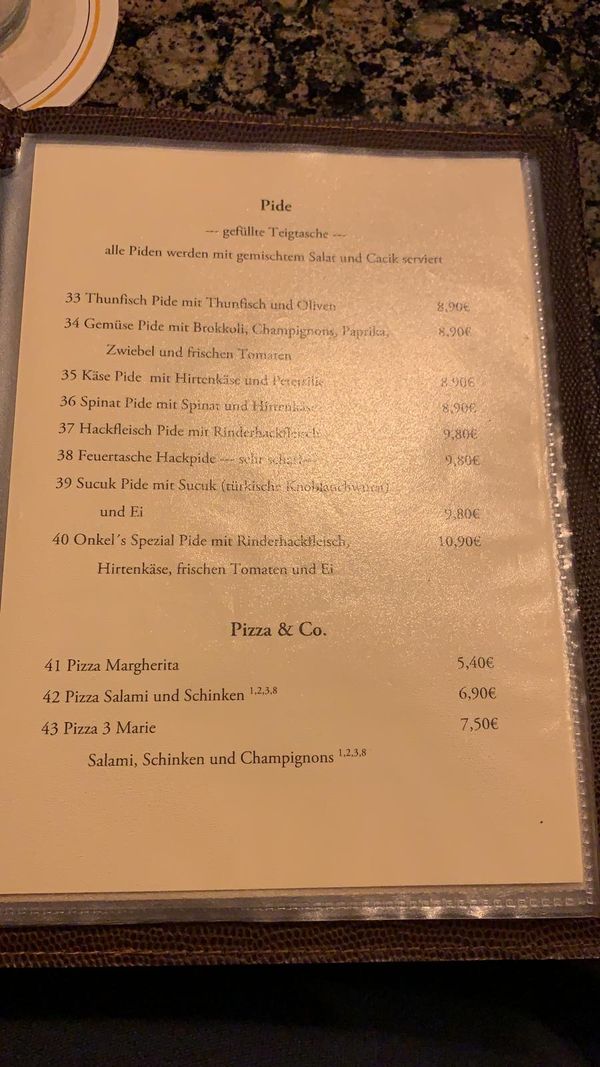 Pide
--- gefüllte Teigtasche ---
alle Piden werden mit gemischtem Salat und Cacik serviert
33 Thunfisch Pide mit Thunfisch und Oliven 8,90€
34 Gemüse Pide mit Brokkoli, Champignons, Paprika, 8,90€
Zwiebel und frischen Tomaten
35 Käse Pide mit Hirtenkäse und Petersilie 8,90€
36 Spinat Pide mit Spinat und Hirtenkäse 8,90€
37 Hackfleisch Pide mit Rinderhackfleisch 9,80€
38 Feuertasche Hackpide --- sehr scharf--- 9,80€
39 Sucuk Pide mit Sucuk (türkische Knoblauchwurst)
und Ei 9,80€
40 Onkel´s Spezial Pide mit Rinderhackfleisch, 10,90€
Hirtenkäse, frischen Tomaten und Ei
Pizza & Co.
41 Pizza Margherita 5,40€
42 Pizza Salami und Schinken 1,2,3,8 6,90€
43 Pizza 3 Marie 7,50€
Salami, Schinken und Champignons 1,2,3,8